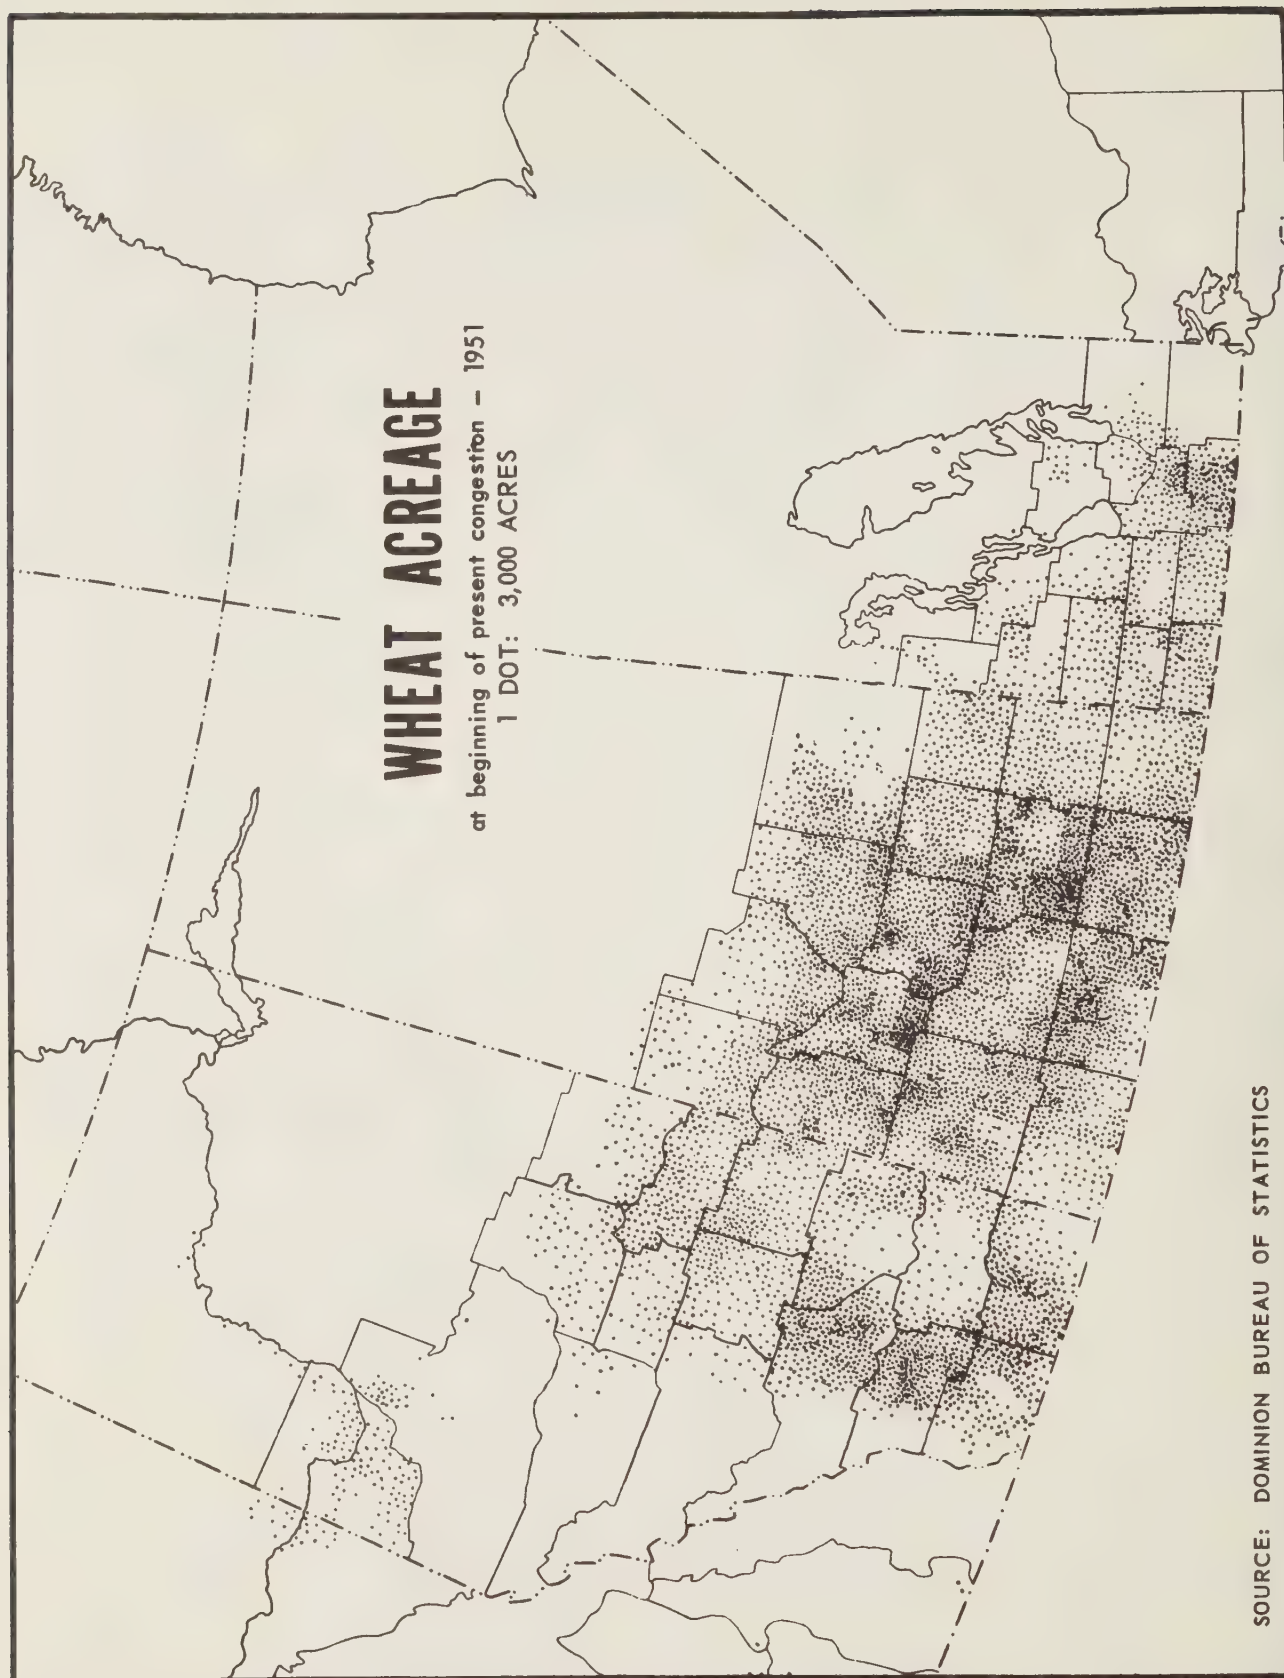 WHEAT ACREAGE
at beginning of present congestion – 1951
1 DOT: 3,000 ACRES
SOURCE: DOMINION BUREAU OF STATISTICS